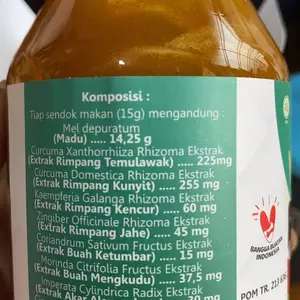 Komposisi :
Tiap sendok makan (15g) mengandung :
Mel depuratum
(Madu) ..... 14,25 g
Curcuma Xanthorrhiiza Rhizoma Ekstrak
(Extrak Rimpang Temulawak) ..... 225mg
Curcuma Domestica Rhizoma Ekstrak
(Extrak Rimpang Kunyit) ..... 255 mg
Kaempferia Galanga Rhizoma Ekstrak
(Extrak Rimpang Kencur) .... 60 mg
Zingiber Officinale Rhizoma Ekstrak
(Extrak Rimpang Jahe) .... 45 mg
Coriandrum Sativum Fructus Ekstrak
(Extrak Buah Ketumbar) .... 15 mg
Morinda Citrifolia Fructus Ekstrak
(Extrak Buah Mengkudu) .... 37,5 mg
Imperata Cylindrica Radix Ekstrak
BANGGA BUATAN
INDONESIA
POM TR. 213